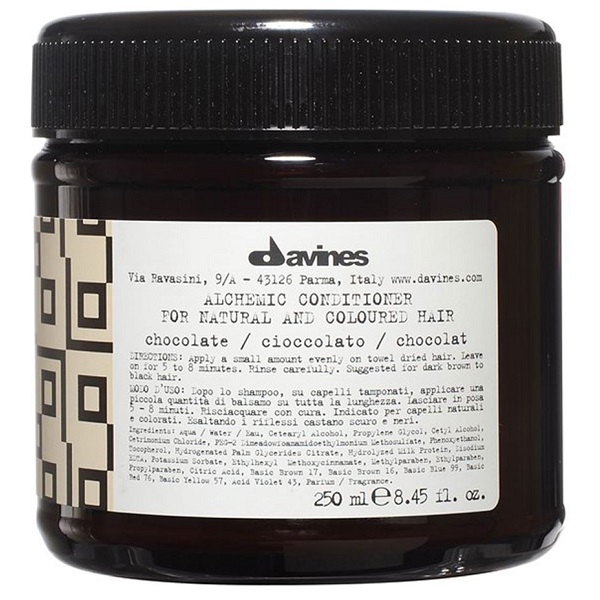 davines
Via Ravasini, 9/A - 43126 Parma, Italy www.davines.com
ALCHEMIC CONDITIONER
FOR NATURAL AND COLOURED HAIR
chocolate / cioccolato / chocolat
DIRECTIONS: Apply a small amount evenly on towel dried hair. Leave
on for 5 to 8 minutes. Rinse carefully. Suggested for dark brown to
black hair.
MODO D'USO: Dopo lo shampoo, su capelli tamponati, applicare una
piccola quantità di balsamo su tutta la lunghezza. Lasciare in posa
5 - 8 minuti. Risciacquare con cura. Indicato per capelli naturali
e colorati. Esaltando i riflessi castano scuro e neri.
Ingredients: Aqua / Water / Eau, Cetearyl Alcohol, Propylene Glycol, Cetyl Alcohol,
Cetrimonium Chloride, PEG-2 Dimeadowfoamamidoethylmonium Methosulfate, Phenoxyethanol,
Tocopherol, Hydrogenated Palm Glycerides Citrate, Hydrolyzed Milk Protein, Disodium
EDTA, Potassium Sorbate, Ethylhexyl Methoxycinnamate, Methylparaben, Ethylparaben,
Propylparaben, Citric Acid, Basic Brown 17, Basic Brown 16, Basic Blue 99, Basic
Red 76, Basic Yellow 57, Acid Violet 43, Parfum / Fragrance.
250 ml ℮ 8.45 fl. oz.